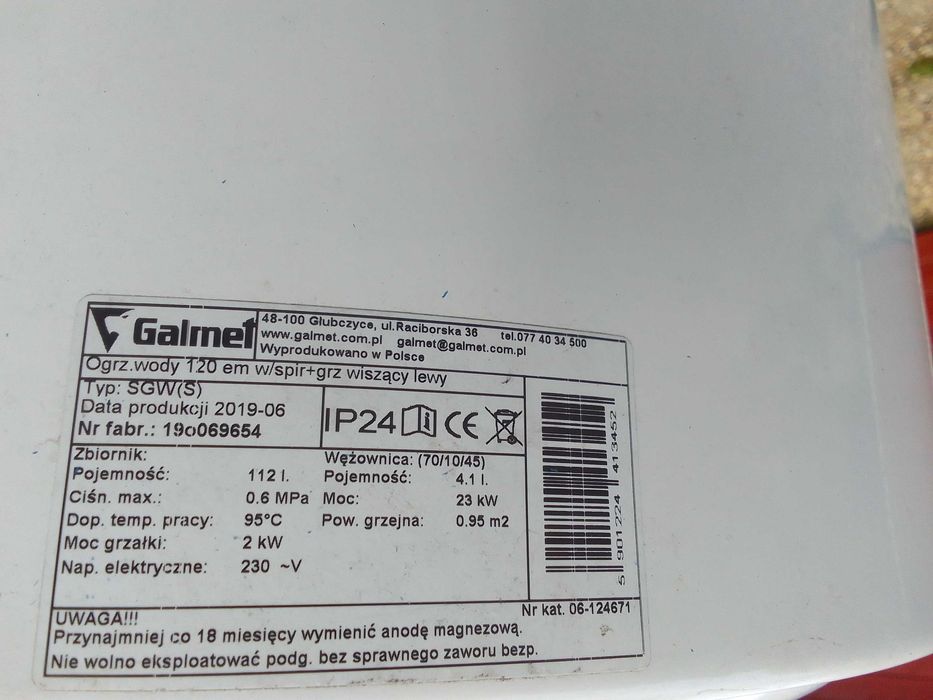 Galmet
48-100 Głubczyce, ul.Raciborska 36 tel.077 40 34 500
www.galmet.com.pl galmet@galmet.com.pl
Wyprodukowano w Polsce
Ogrz.wody 120 em w/spir+grz wiszący lewy
Typ: SGW(S)
Data produkcji 2019-06
Nr fabr.: 19o069654
IP24 CE
Zbiornik:
Pojemność: 112 l.
Ciśn. max.: 0.6 MPa
Dop. temp. pracy: 95°C
Moc grzałki: 2 kW
Nap. elektryczne: 230 ~V
Wężownica: (70/10/45)
Pojemność: 4.1 l.
Moc: 23 kW
Pow. grzejna: 0.95 m2
5 901224 413452
Nr kat. 06-124671
UWAGA!!!
Przynajmniej co 18 miesięcy wymienić anodę magnezową.
Nie wolno eksploatować podg. bez sprawnego zaworu bezp.